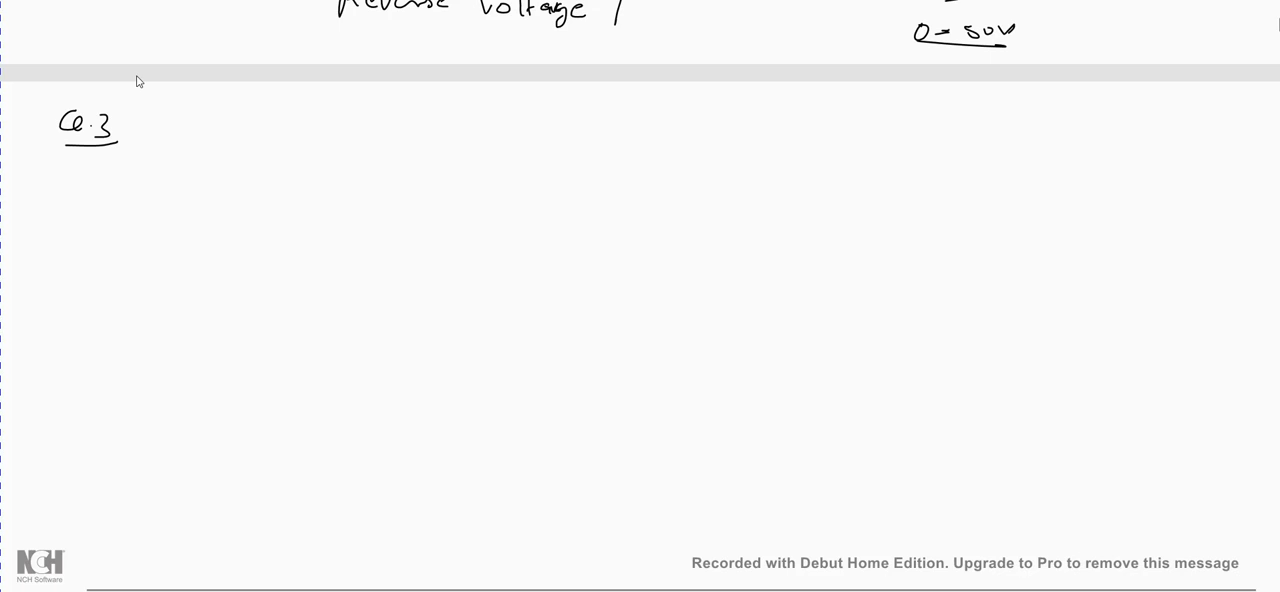 Reverse Voltage /
0 - 50V
Q.3
NCH
NCH Software
Recorded with Debut Home Edition. Upgrade to Pro to remove this message